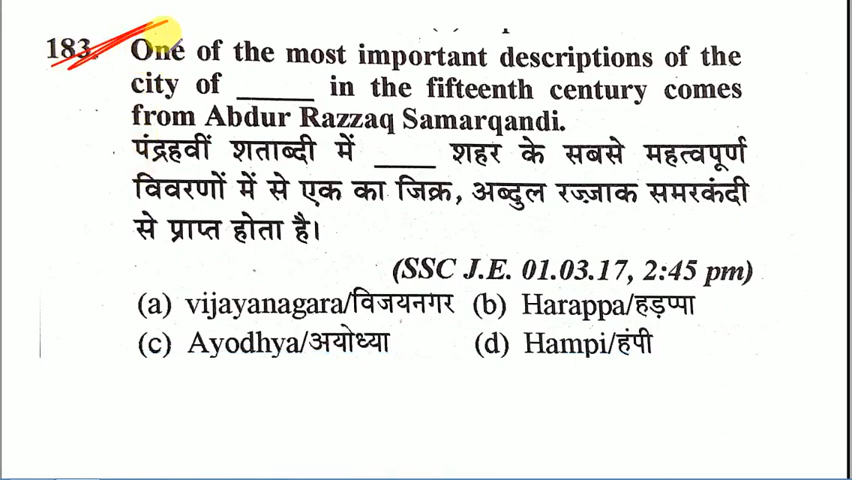 183. One of the most important descriptions of the
city of _____ in the fifteenth century comes
from Abdur Razzaq Samarqandi.
पंद्रहवीं शताब्दी में ____ शहर के सबसे महत्वपूर्ण
विवरणों में से एक का जिक्र, अब्दुल रज्ज़ाक समरकंदी
से प्राप्त होता है।
(SSC J.E. 01.03.17, 2:45 pm)
(a) vijayanagara/विजयनगर (b) Harappa/हड़प्पा
(c) Ayodhya/अयोध्या (d) Hampi/हंपी